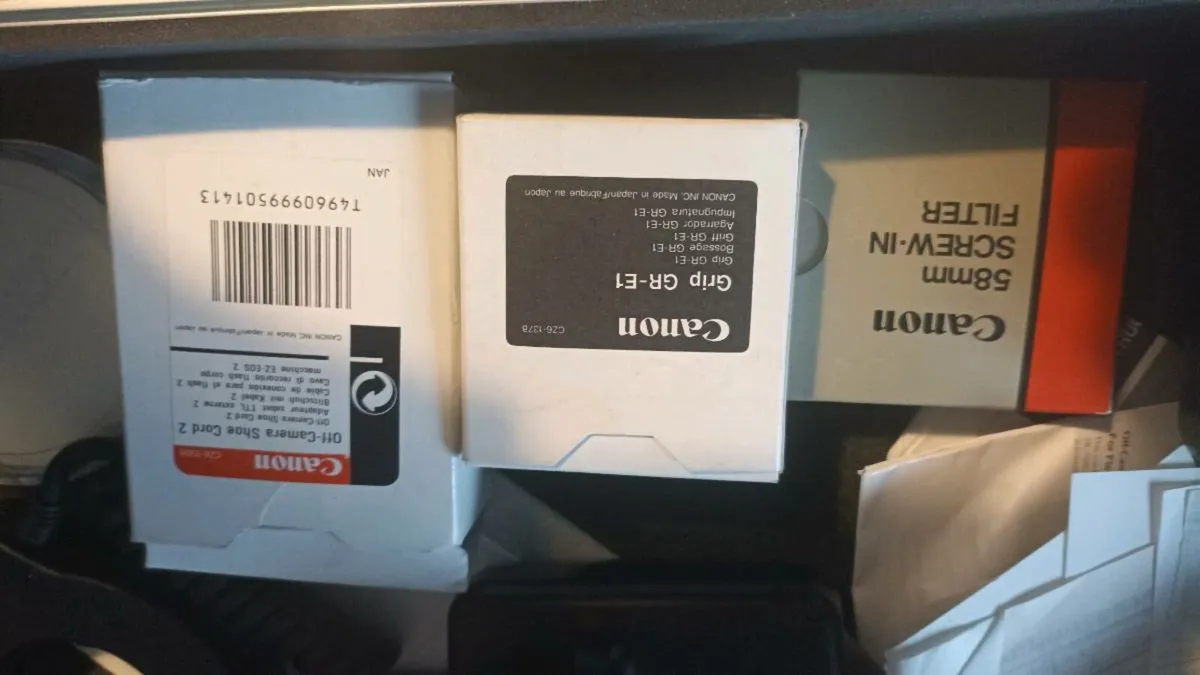 Canon
C26-1378
Grip GR-E1
Grip GR-E1
Bossage GR-E1
Griff GR-E1
Agarrador GR-E1
Impugnatura GR-E1
CANON INC. Made in Japan/Fabriqué au Japon
Canon
Off-Camera Shoe Cord 2
Off-Camera Shoe Cord 2
Adapteur sabot TTL externe 2
Blitzschuh mit Kabel 2
Cable de conexión para el flash 2
Cavo di raccordo flash corpo
macchine EZ-EOS 2
CANON INC. Made in Japan/Fabriqué au Japon
T4960999501413
JAN
Canon
58mm
SCREW-IN
FILTER